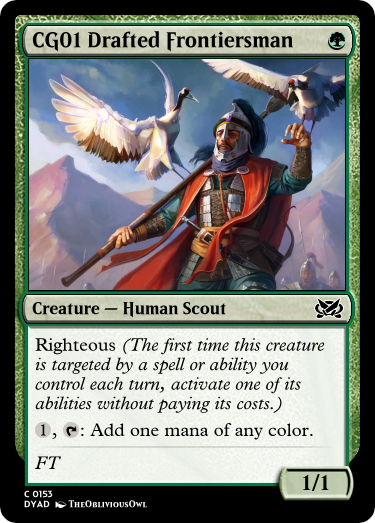 CG01 Drafted Frontiersman
Creature — Human Scout
Righteous (The first time this creature
is targeted by a spell or ability you
control each turn, activate one of its
abilities without paying its costs.)
1, : Add one mana of any color.
FT
1/1
C 0153
DYAD TheObliviousOwl